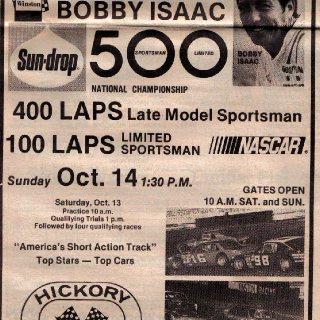 Winston
BOBBY ISAAC
Sun-drop
500
SPORTSMAN LIMITED
BOBBY
ISAAC
NATIONAL CHAMPIONSHIP
400 LAPS Late Model Sportsman
100 LAPS LIMITED
SPORTSMAN
NASCAR
Sunday Oct. 14 1:30 P.M.
GATES OPEN
10 A.M. SAT. and SUN.
Saturday, Oct. 13
Practice 10 a.m.
Qualifying Trials 1 p.m.
Followed by four qualifying races
"America's Short Action Track"
Top Stars — Top Cars
HICKORY